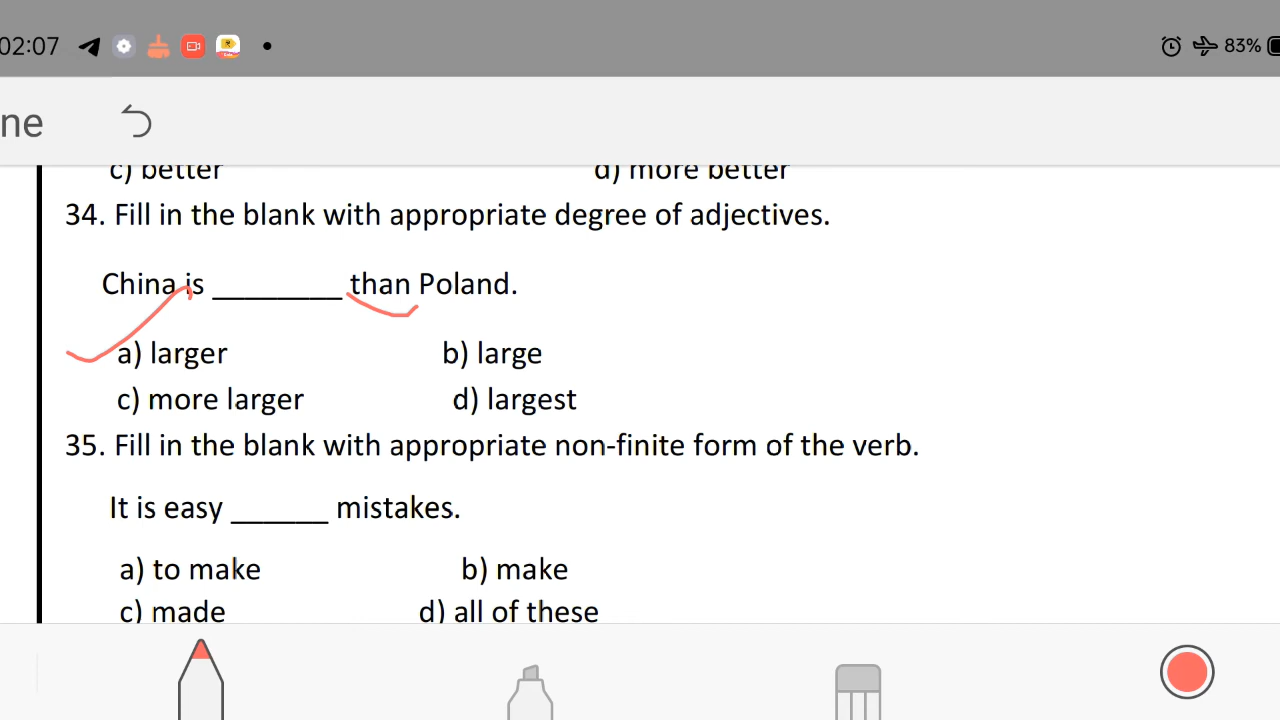 02:07 83%
ne
c) better d) more better
34. Fill in the blank with appropriate degree of adjectives.
China is ________ than Poland.
a) larger b) large
c) more larger d) largest
35. Fill in the blank with appropriate non-finite form of the verb.
It is easy ______ mistakes.
a) to make b) make
c) made d) all of these